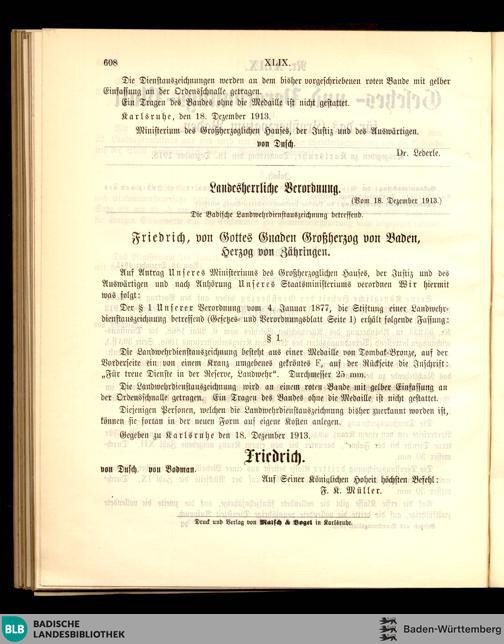 608 XLIX.
Die Dienstauszeichnungen werden an dem bisher vorgeschriebenen roten Bande mit gelber
Einfassung an der Ordensschnalle getragen.
Ein Tragen des Bandes ohne die Medaille ist nicht gestattet.
Karlsruhe, den 18. Dezember 1913.
Ministerium des Großherzoglichen Hauses, der Justiz und des Auswärtigen.
von Dusch.
Dr. Lederle.
Landesherrliche Verordnung.
(Vom 18. Dezember 1913.)
Die Badische Landwehrdienstauszeichnung betreffend.
Friedrich, von Gottes Gnaden Großherzog von Baden,
Herzog von Zähringen.
Auf Antrag Unseres Ministeriums des Großherzoglichen Hauses, der Justiz und des
Auswärtigen und nach Anhörung Unseres Staatsministeriums verordnen Wir hiermit
was folgt:
Der § 1 Unserer Verordnung vom 4. Januar 1877, die Stiftung einer Landwehr-
dienstauszeichnung betreffend (Gesetzes- und Verordnungsblatt Seite 1) erhält folgende Fassung:
§ 1
Die Landwehrdienstauszeichnung besteht aus einer Medaille von Tombak-Bronze, auf der
Vorderseite ein von einem Kranz umgebenes gekröntes F, auf der Rückseite die Inschrift:
„Für treue Dienste in der Reserve, Landwehr“. Durchmesser 25 mm.
Die Landwehrdienstauszeichnung wird an einem roten Bande mit gelber Einfassung an
der Ordensschnalle getragen. Ein Tragen des Bandes ohne die Medaille ist nicht gestattet.
Diejenigen Personen, welchen die Landwehrdienstauszeichnung bisher zuerkannt worden ist,
können sie fortan in der neuen Form auf eigene Kosten anlegen.
Gegeben zu Karlsruhe den 18. Dezember 1913.
Friedrich.
von Dusch. von Bodman.
Auf Seiner Königlichen Hoheit höchsten Befehl:
F. K. Müller.
Druck und Verlag von Malsch & Vogel in Karlsruhe.
BLB BADISCHE
LANDESBIBLIOTHEK
Baden-Württemberg